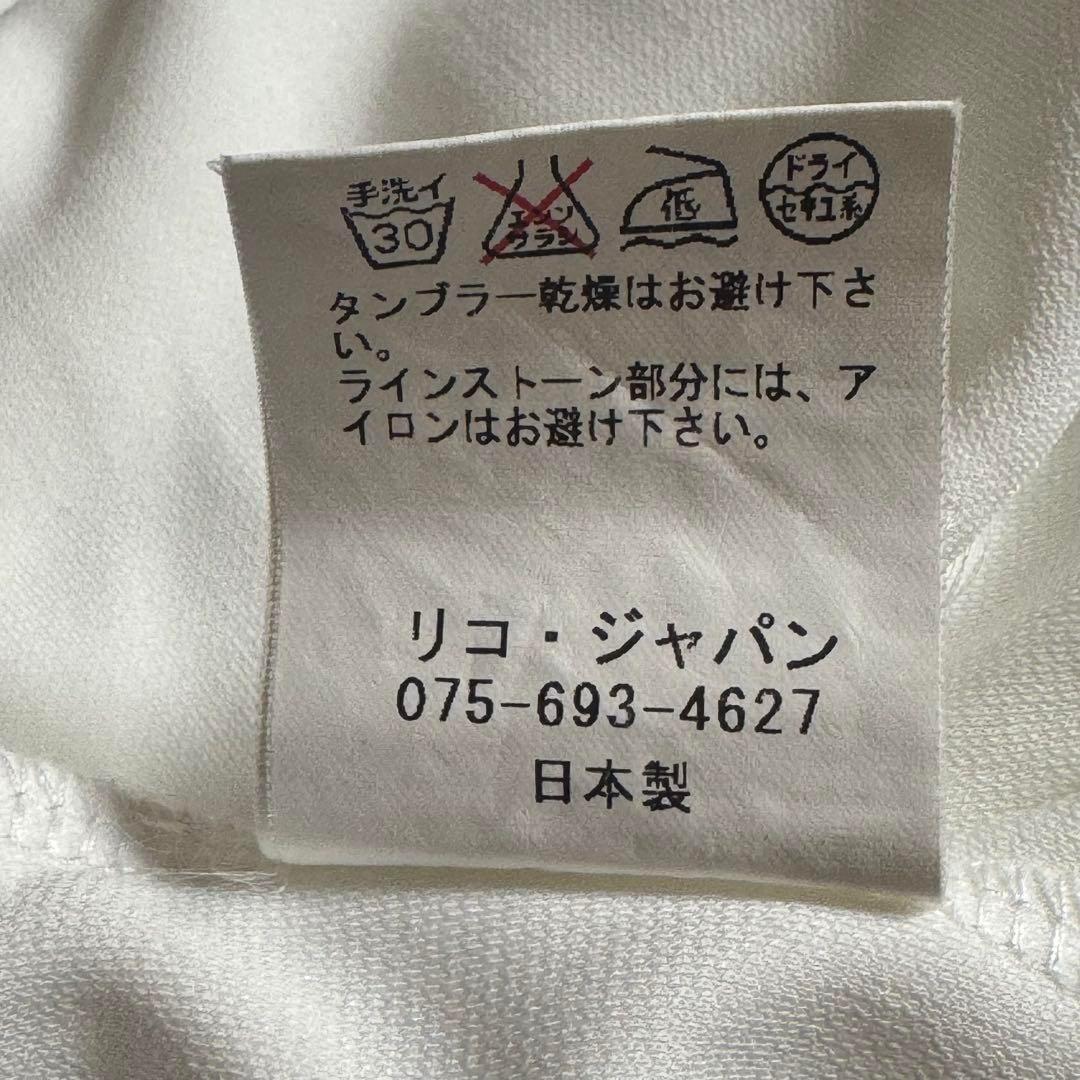 手洗イ
30
エンソ
サラシ
低
ドライ
セキユ系
タンブラー乾燥はお避け下さ
い。
ラインストーン部分には、ア
イロンはお避け下さい。
リコ・ジャパン
075-693-4627
日本製